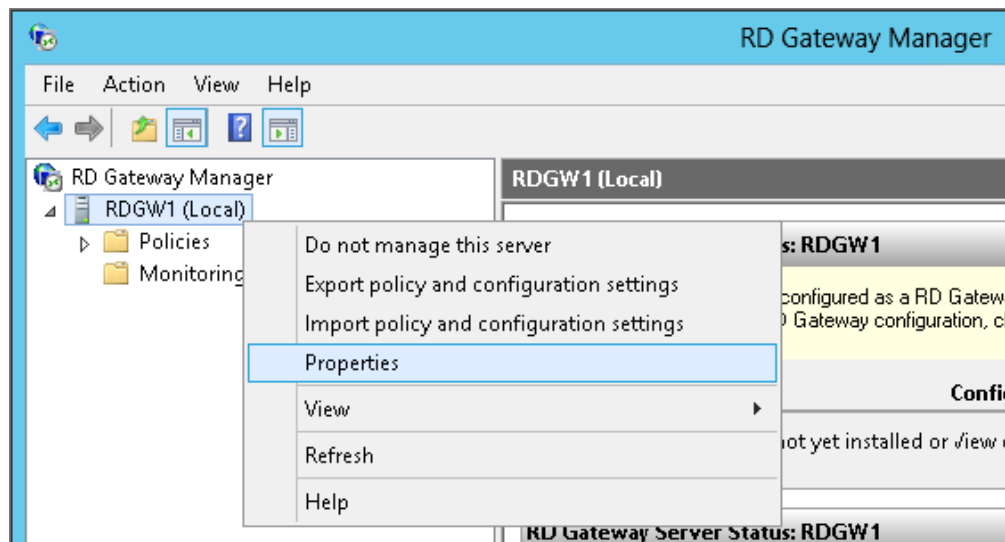 RD Gateway Manager
File Action View Help
RD Gateway Manager
RDGW1 (Local)
Policies
Monitoring
RDGW1 (Local)
Do not manage this server
Export policy and configuration settings
Import policy and configuration settings
Properties
View
Refresh
Help
s: RDGW1
configured as a RD Gatew
Gateway configuration, c
Confi
not yet installed or view
RD Gateway Server Status: RDGW1